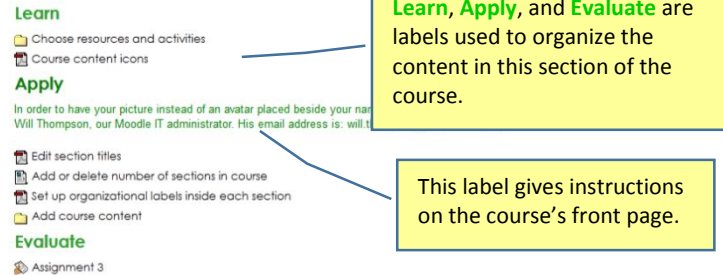 Learn
Choose resources and activities
Course content icons
Apply
In order to have your picture instead of an avatar placed beside your
Will Thompson, our Moodle IT administrator. His email address is:
Edit section titles
Add or delete number of sections in course
Set up organizational labels inside each section
Add course content
Evaluate
Assignment 3
Learn, Apply, and Evaluate are
labels used to organize the
content in this section of the
course.
This label gives instructions
on the course's front page.